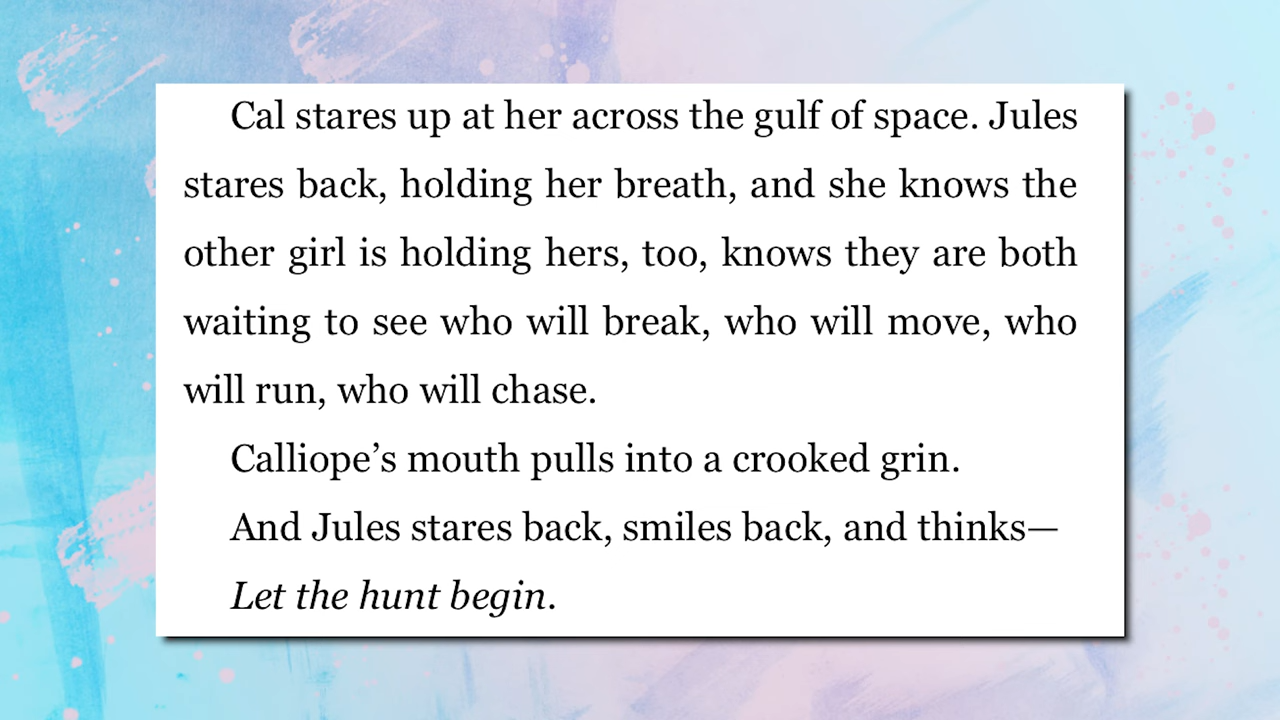 Cal stares up at her across the gulf of space. Jules
stares back, holding her breath, and she knows the
other girl is holding hers, too, knows they are both
waiting to see who will break, who will move, who
will run, who will chase.
Calliope’s mouth pulls into a crooked grin.
And Jules stares back, smiles back, and thinks—
Let the hunt begin.